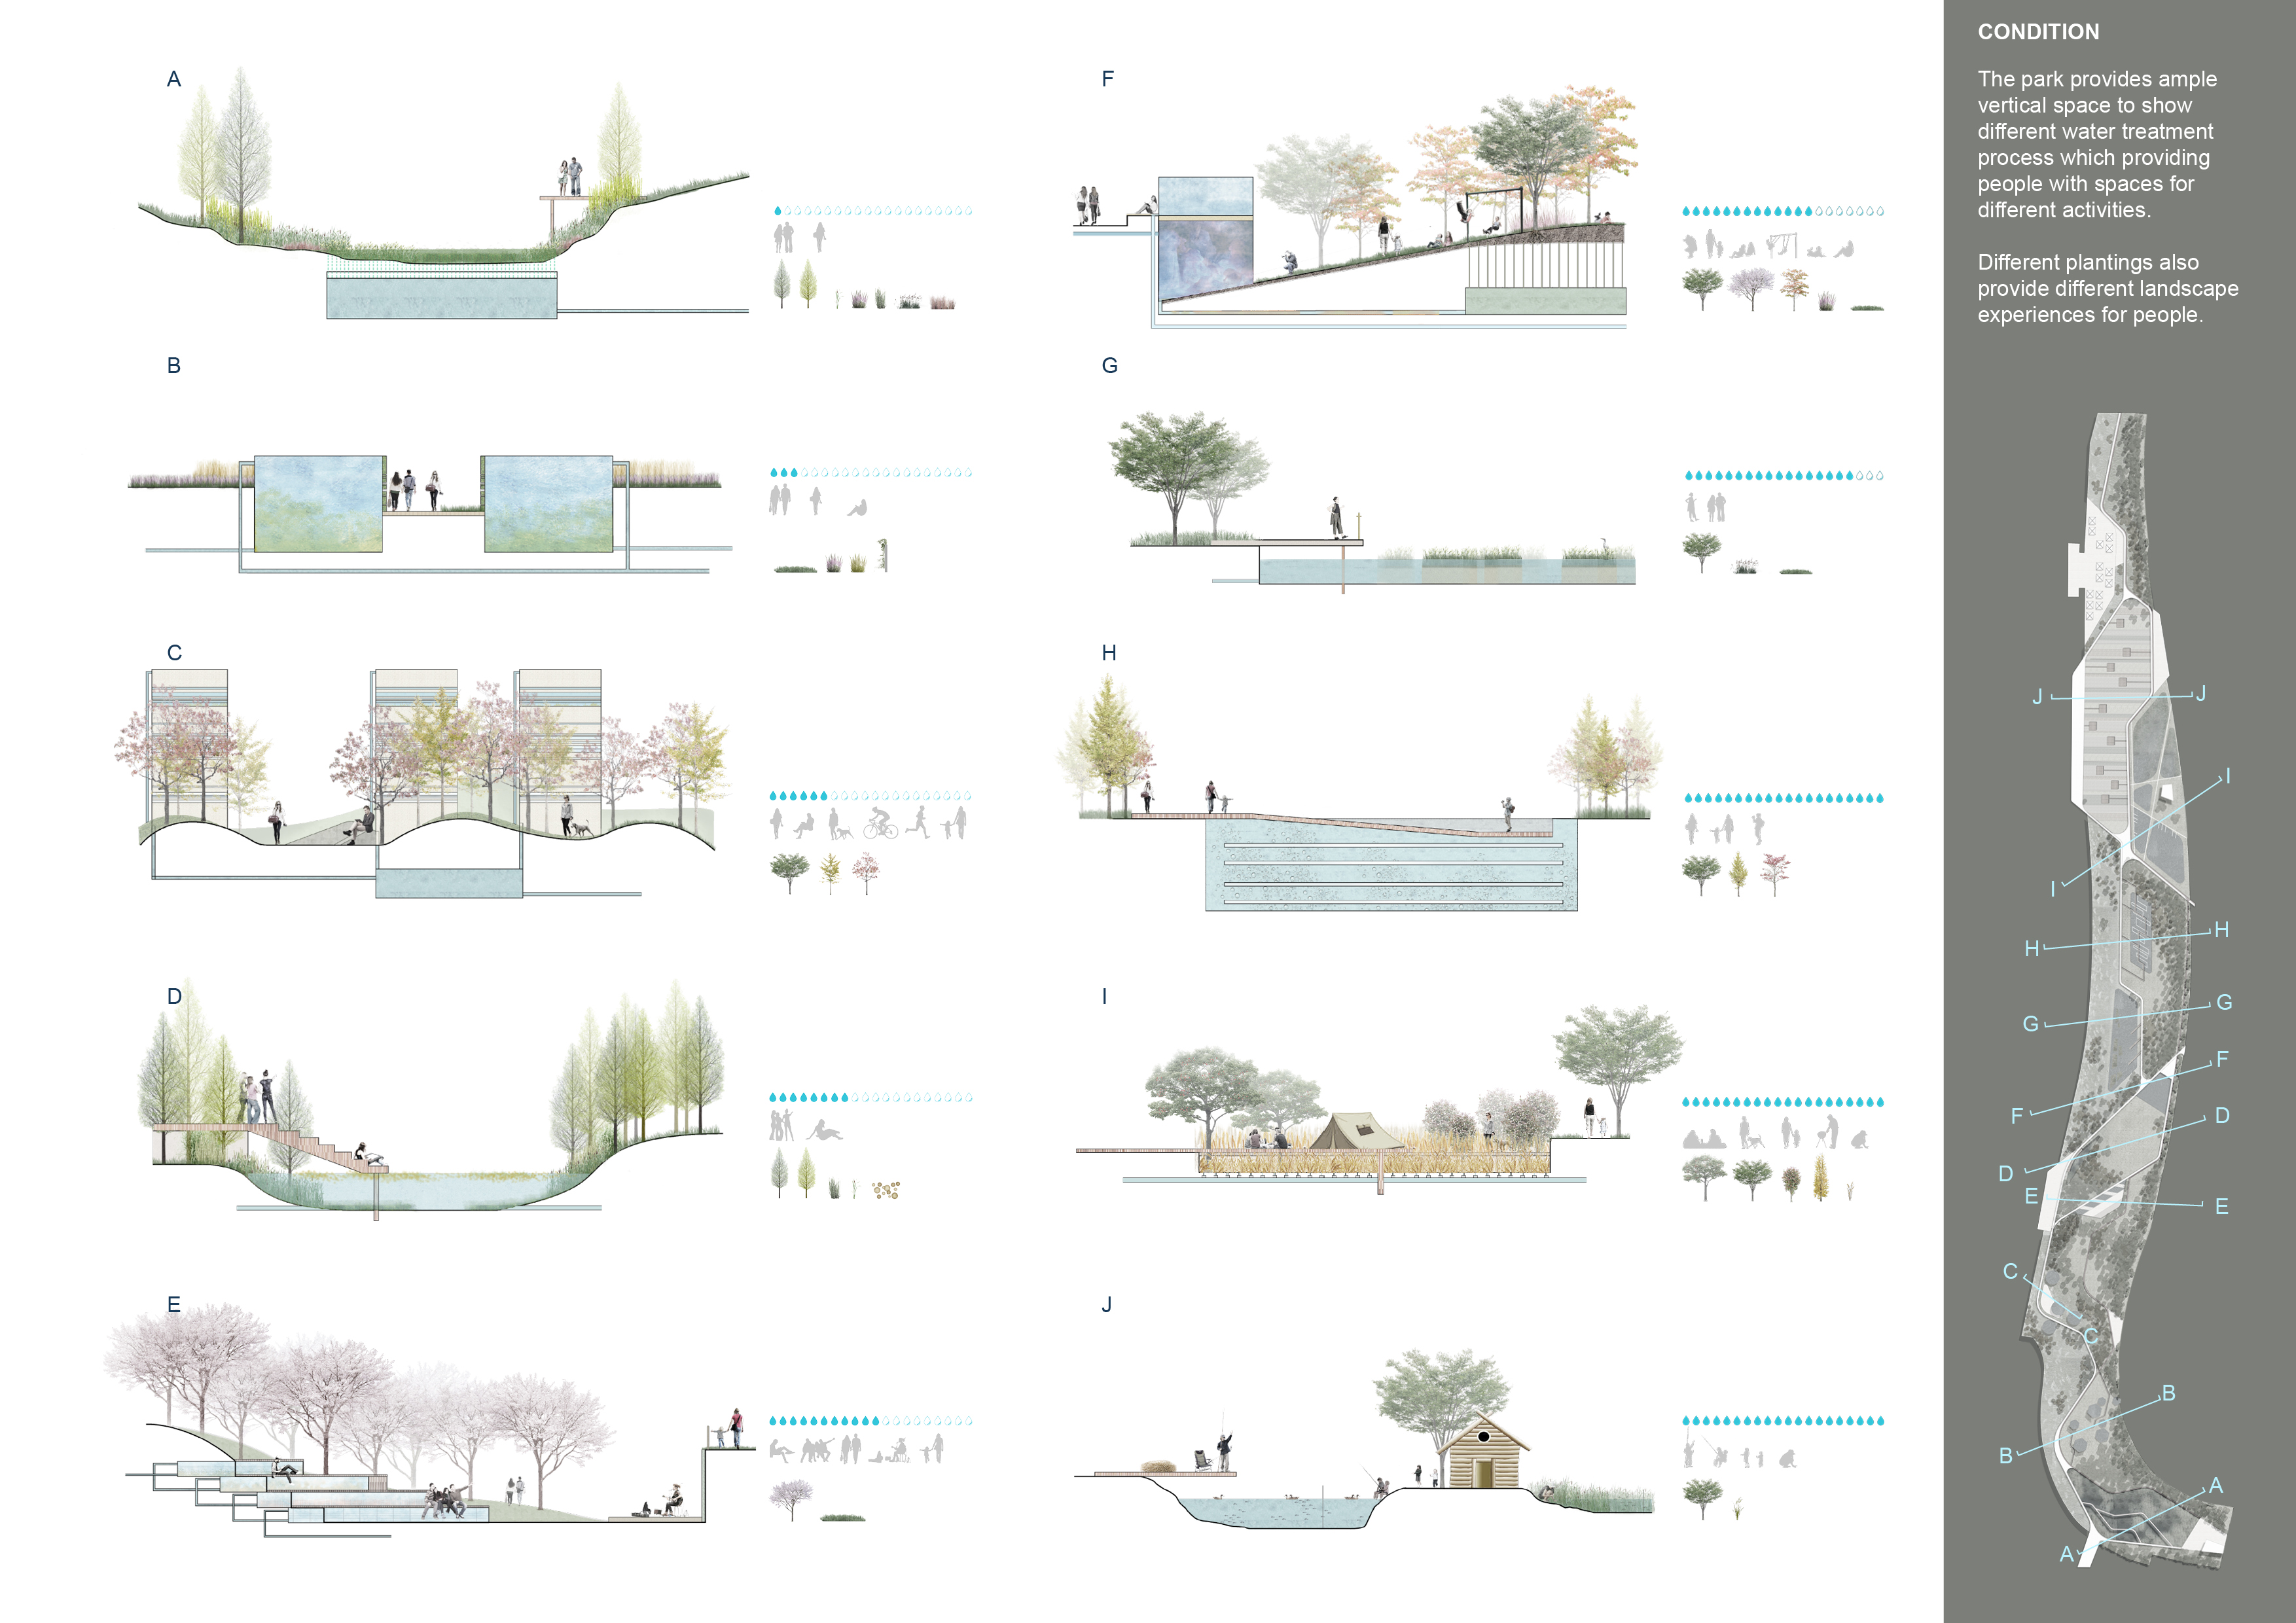 A
B
C
D
E
F
G
H
I
J
CONDITION
The park provides ample
vertical space to show
different water treatment
process which providing
people with spaces for
different activities.
Different plantings also
provide different landscape
experiences for people.
J J
I
I
H H
G G
F
F
D
D
E E
C
C
B
B
A
A